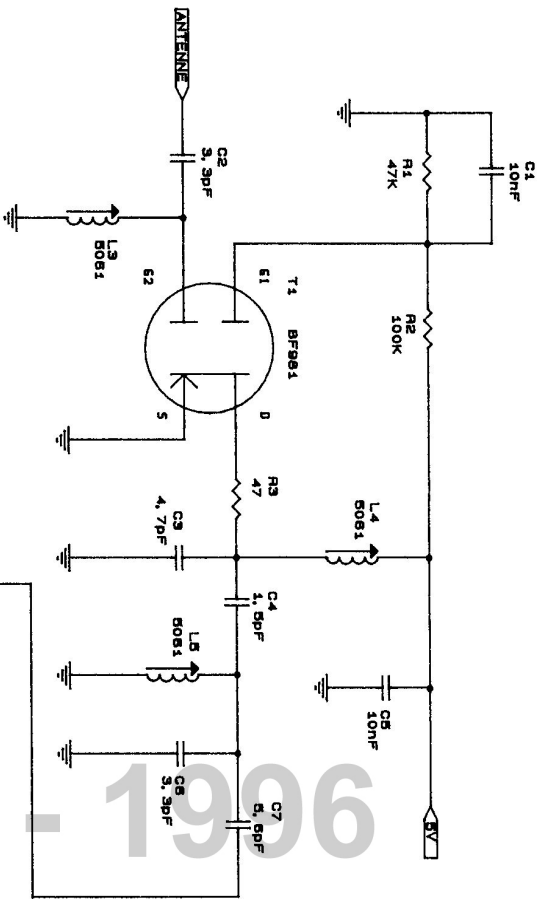 ANTENNE
C2
3,3pF
L3
5061
C1
10nF
R1
47K
R2
100K
T1
BF981
G1
G2
S
D
R3
47
C3
4,7pF
L4
5061
C4
1,5pF
L5
5061
C5
10nF
C6
3,3pF
C7
5,6pF
5V
- 1996